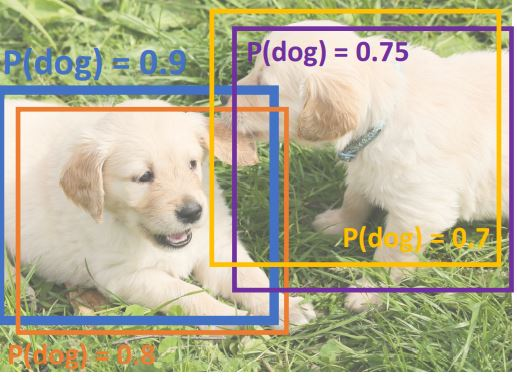 P(dog) = 0.9
P(dog) = 0.75
P(dog) = 0.7
P(dog) = 0.8